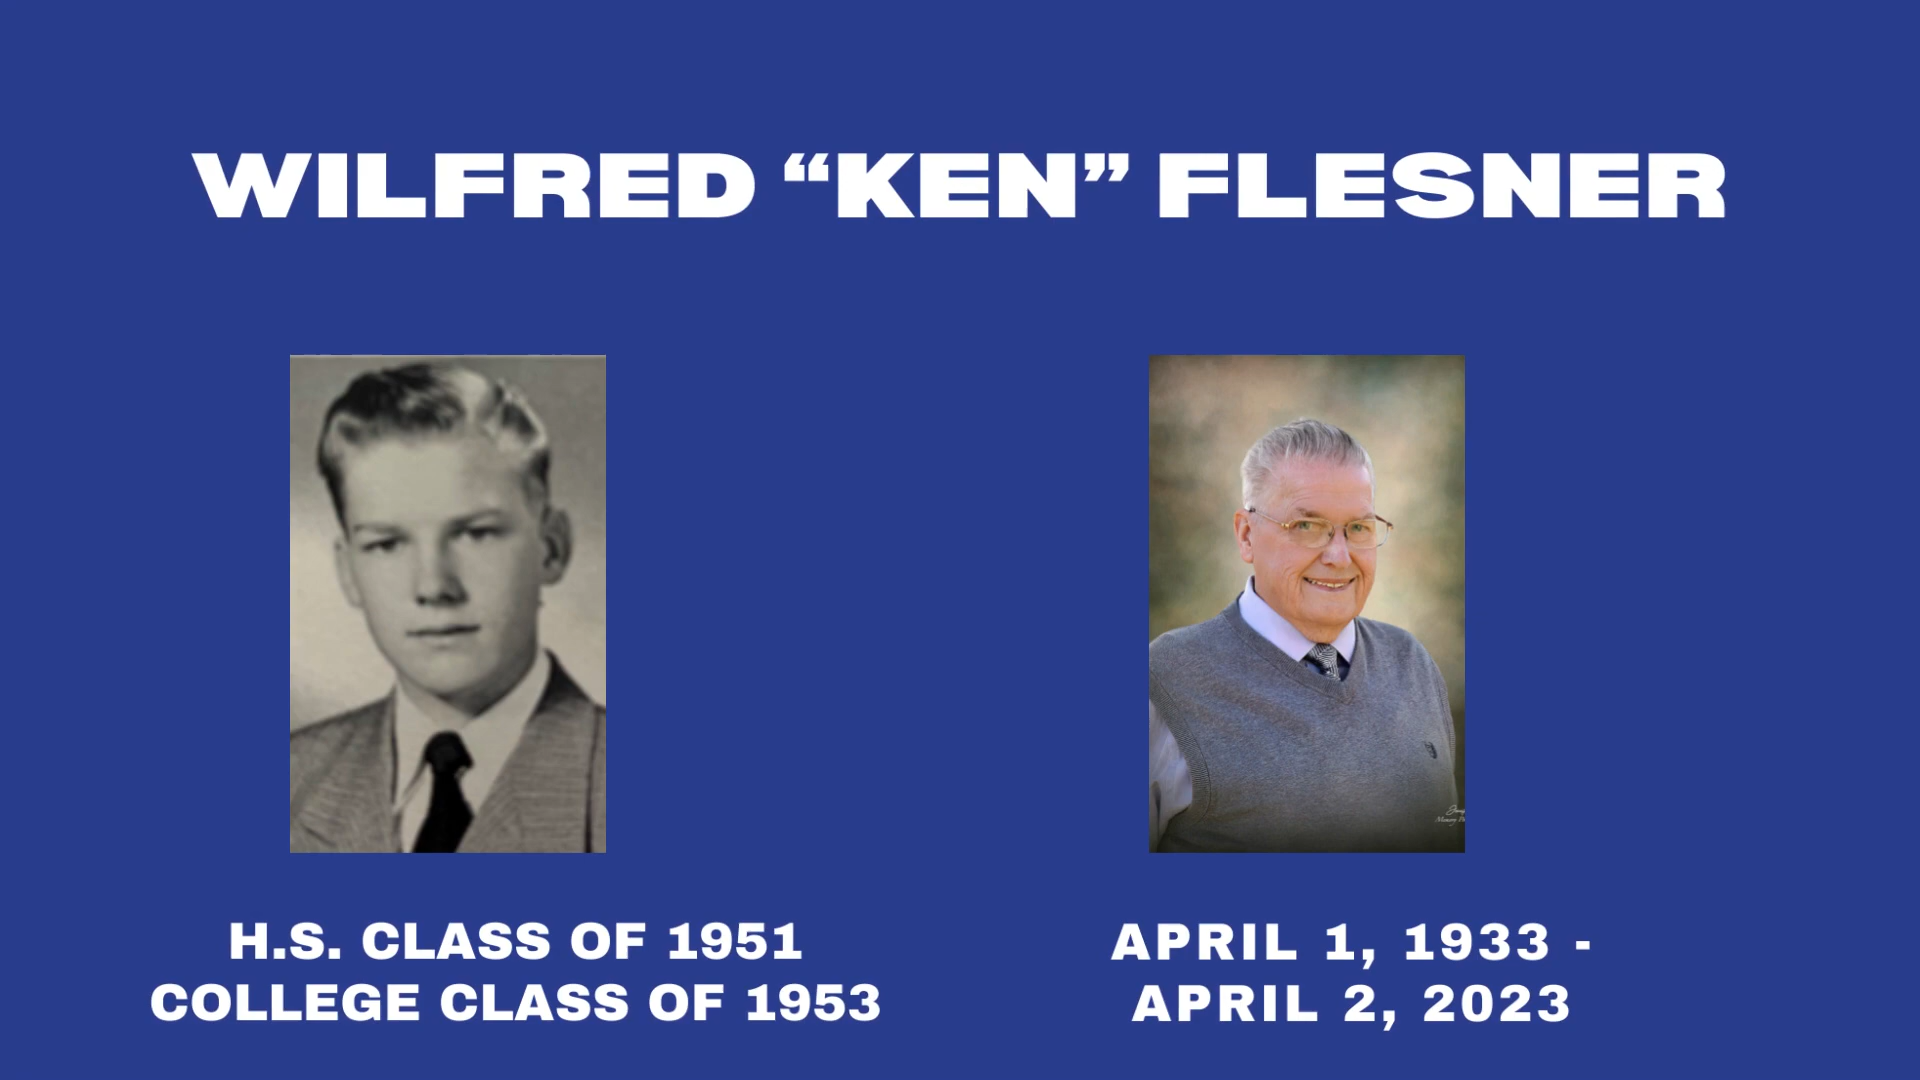 WILFRED “KEN” FLESNER
H.S. CLASS OF 1951
COLLEGE CLASS OF 1953
APRIL 1, 1933 -
APRIL 2, 2023